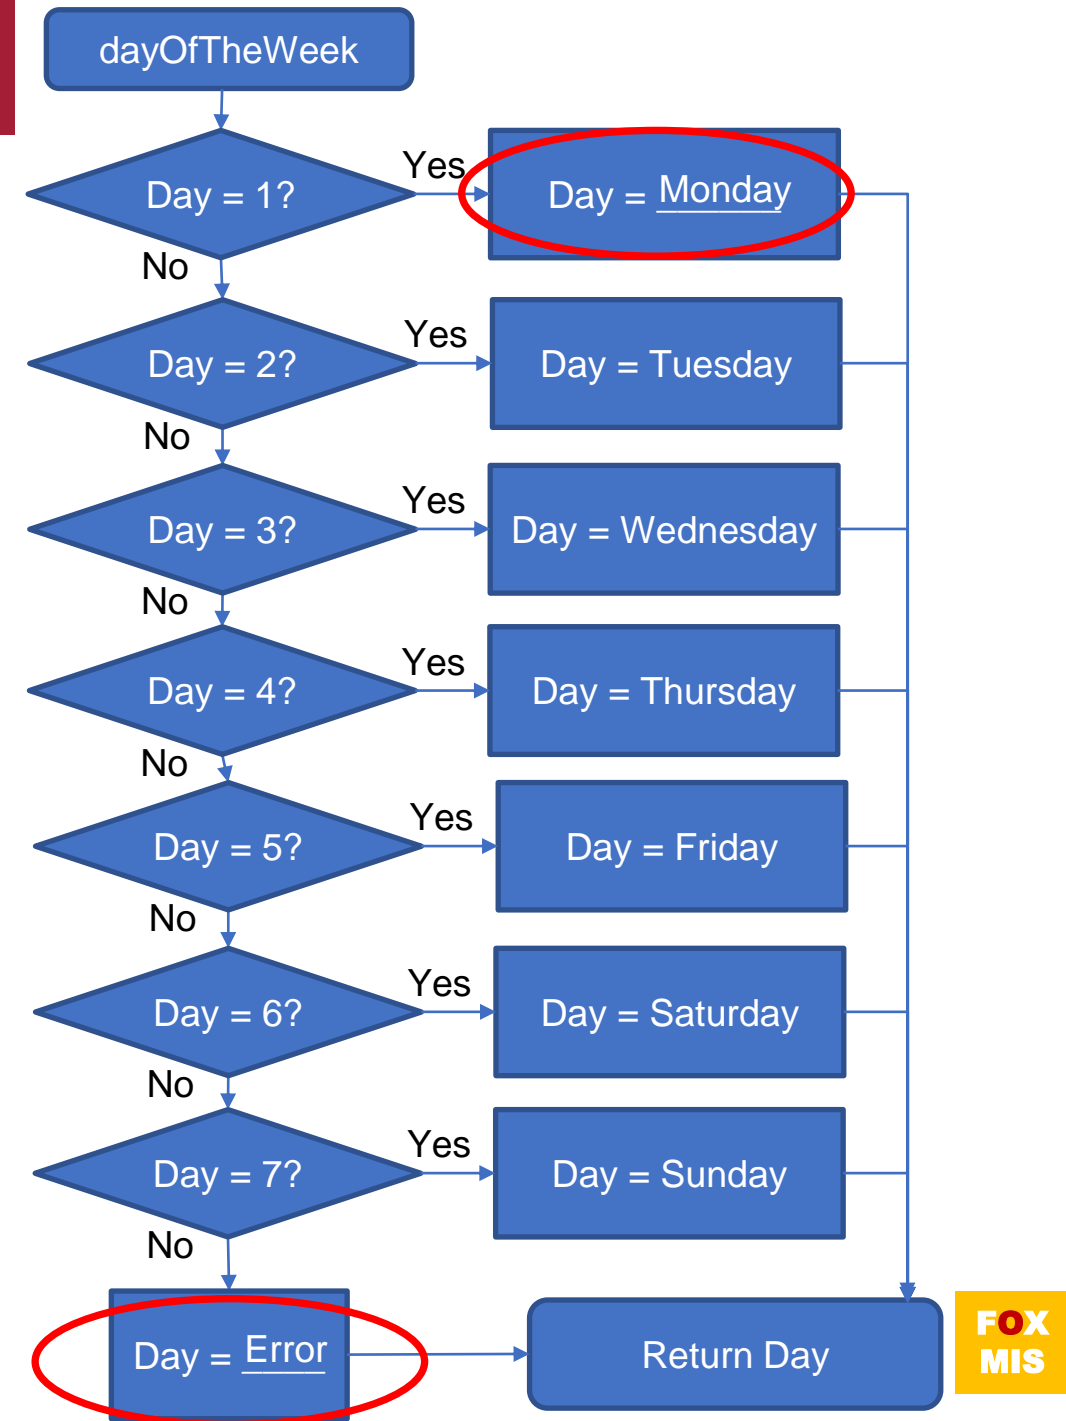 dayOfTheWeek
Day = 1?
Yes
Day = Monday
No
Day = 2?
Yes
Day = Tuesday
No
Day = 3?
Yes
Day = Wednesday
No
Day = 4?
Yes
Day = Thursday
No
Day = 5?
Yes
Day = Friday
No
Day = 6?
Yes
Day = Saturday
No
Day = 7?
Yes
Day = Sunday
No
Day = Error
Return Day
FOX
MIS